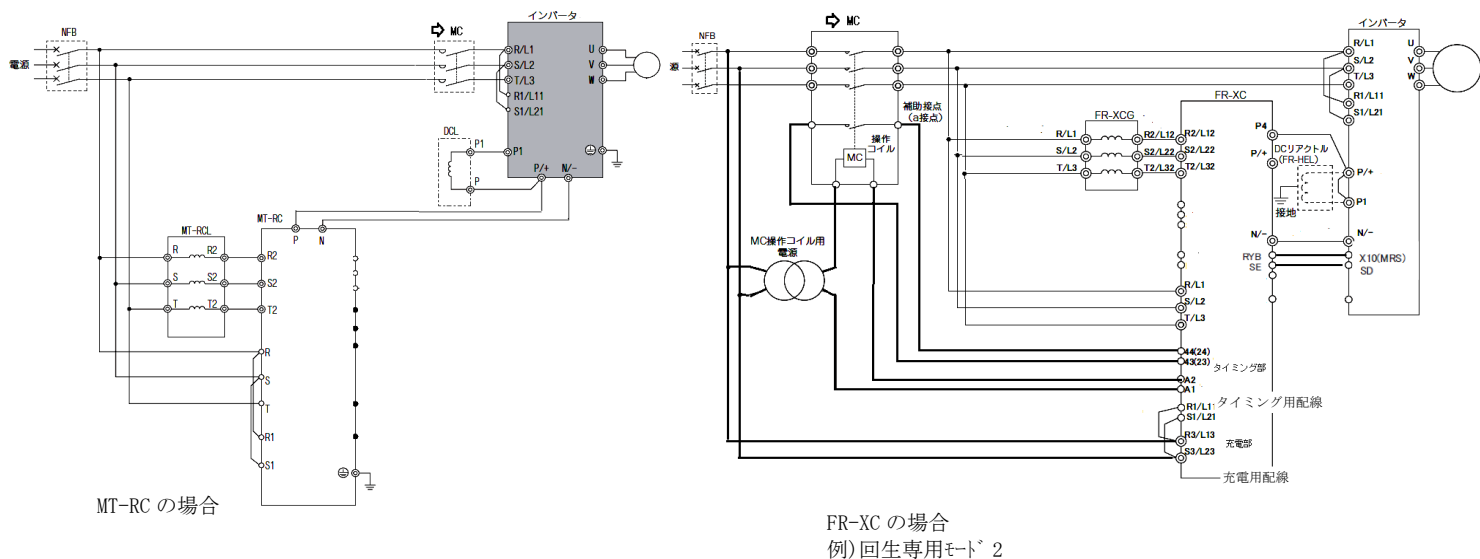 インバータ
⇨ MC
NFB
電源
R/L1
S/L2
T/L3
R1/L11
S1/L21
U
V
W
DCL
P1
P
P1
P/+
N/-
MT-RC
P
N
MT-RCL
R
R2
S
S2
T
T2
R2
S2
T2
R
S
T
R1
S1
MT-RC の場合
⇨ MC
NFB
源
インバータ
R/L1
S/L2
T/L3
R1/L11
S1/L21
U
V
W
補助接点
(a接点)
操作
コイル
MC
FR-XCG
R/L1
S/L2
T/L3
R2/L12
S2/L22
T2/L32
FR-XC
R2/L12
S2/L22
T2/L32
P4
P/+
DCリアクトル
(FR-HEL)
接地
P/+
P1
N/-
N/-
RYB
SE
X10(MRS)
SD
MC操作コイル用
電源
R/L1
S/L2
T/L3
44(24)
43(23)
タイミング部
A2
A1
R1/L11
タイミング用配線
S1/L21
R3/L13
充電部
S3/L23
充電用配線
FR-XC の場合
例)回生専用モード 2